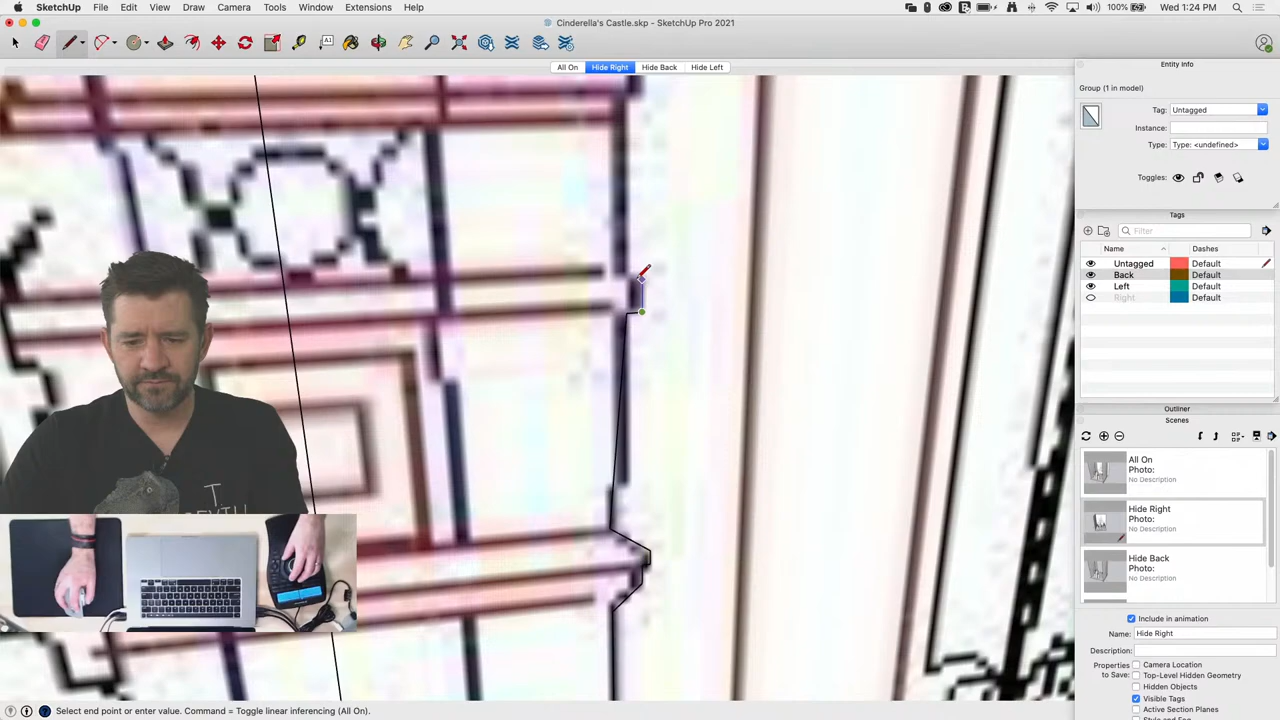 SketchUp File Edit View Draw Camera Tools Window Extensions Help
100% Wed 1:24 PM
Cinderella's Castle.skp - SketchUp Pro 2021
All On Hide Right Hide Back Hide Left
Entity Info
Group (1 in model)
Tag: Untagged
Instance:
Type: Type: <undefined>
Toggles:
Tags
Filter
Name Dashes
Untagged Default
Back Default
Left Default
Right Default
Outliner
Scenes
All On
Photo:
No Description
Hide Right
Photo:
No Description
Hide Back
Photo:
No Description
Include in animation
Name: Hide Right
Description:
Properties to Save:
Camera Location
Top-Level Hidden Geometry
Hidden Objects
Visible Tags
Active Section Planes
Select end point or enter value. Command = Toggle linear inferencing (All On).